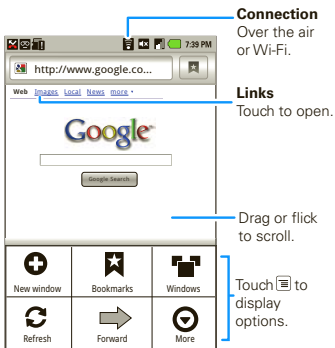 Connection
Over the air
or Wi-Fi.
7:39 PM
http://www.google.co...
Web Images Local News more
Links
Touch to open.
Google
Google Search
Drag or flick
to scroll.
New window Bookmarks Windows
Touch to
display
options.
Refresh Forward More